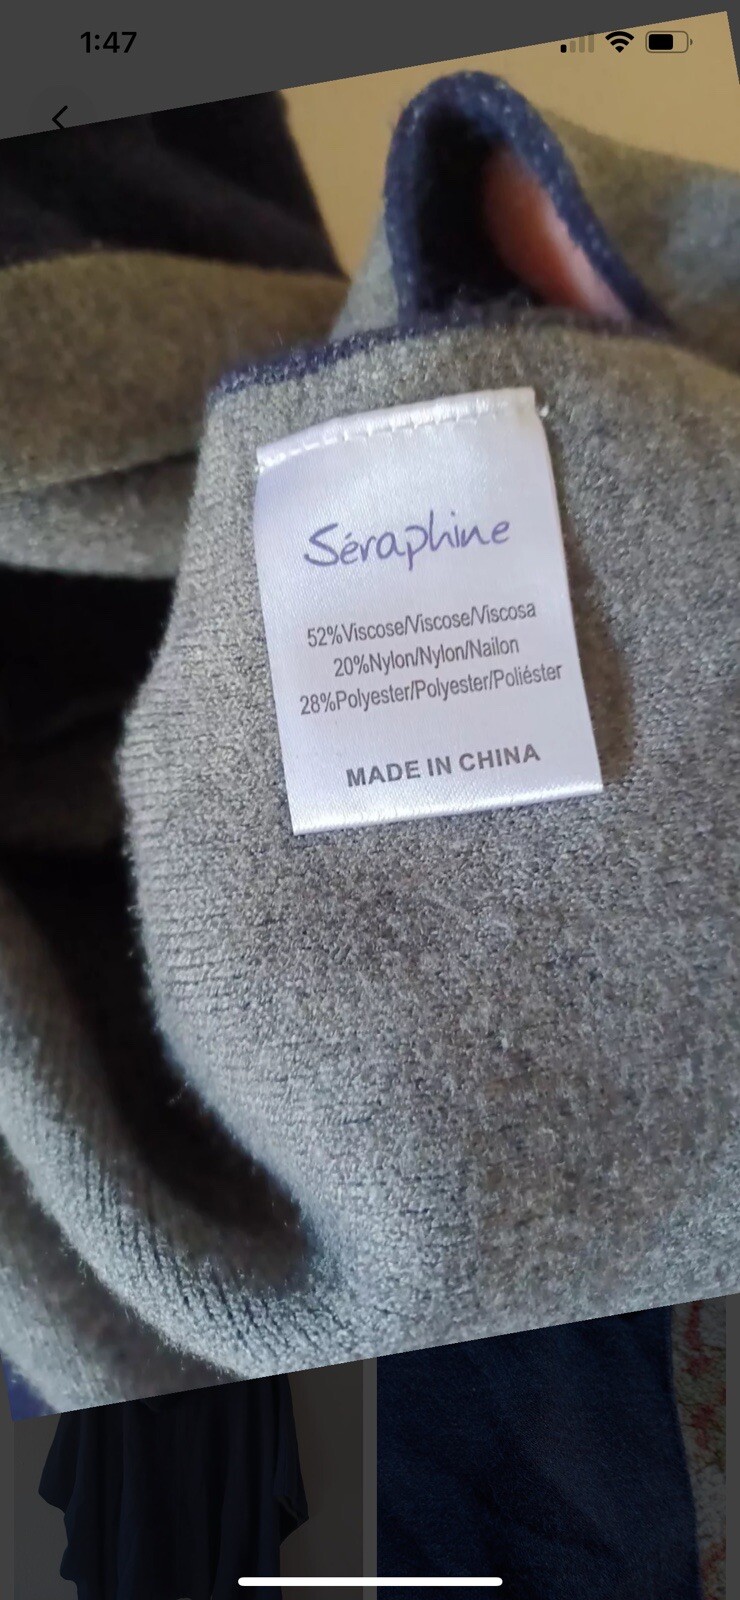 1:47
Séraphine
52%Viscose/Viscose/Viscosa
20%Nylon/Nylon/Nailon
28%Polyester/Polyester/Poliéster
MADE IN CHINA